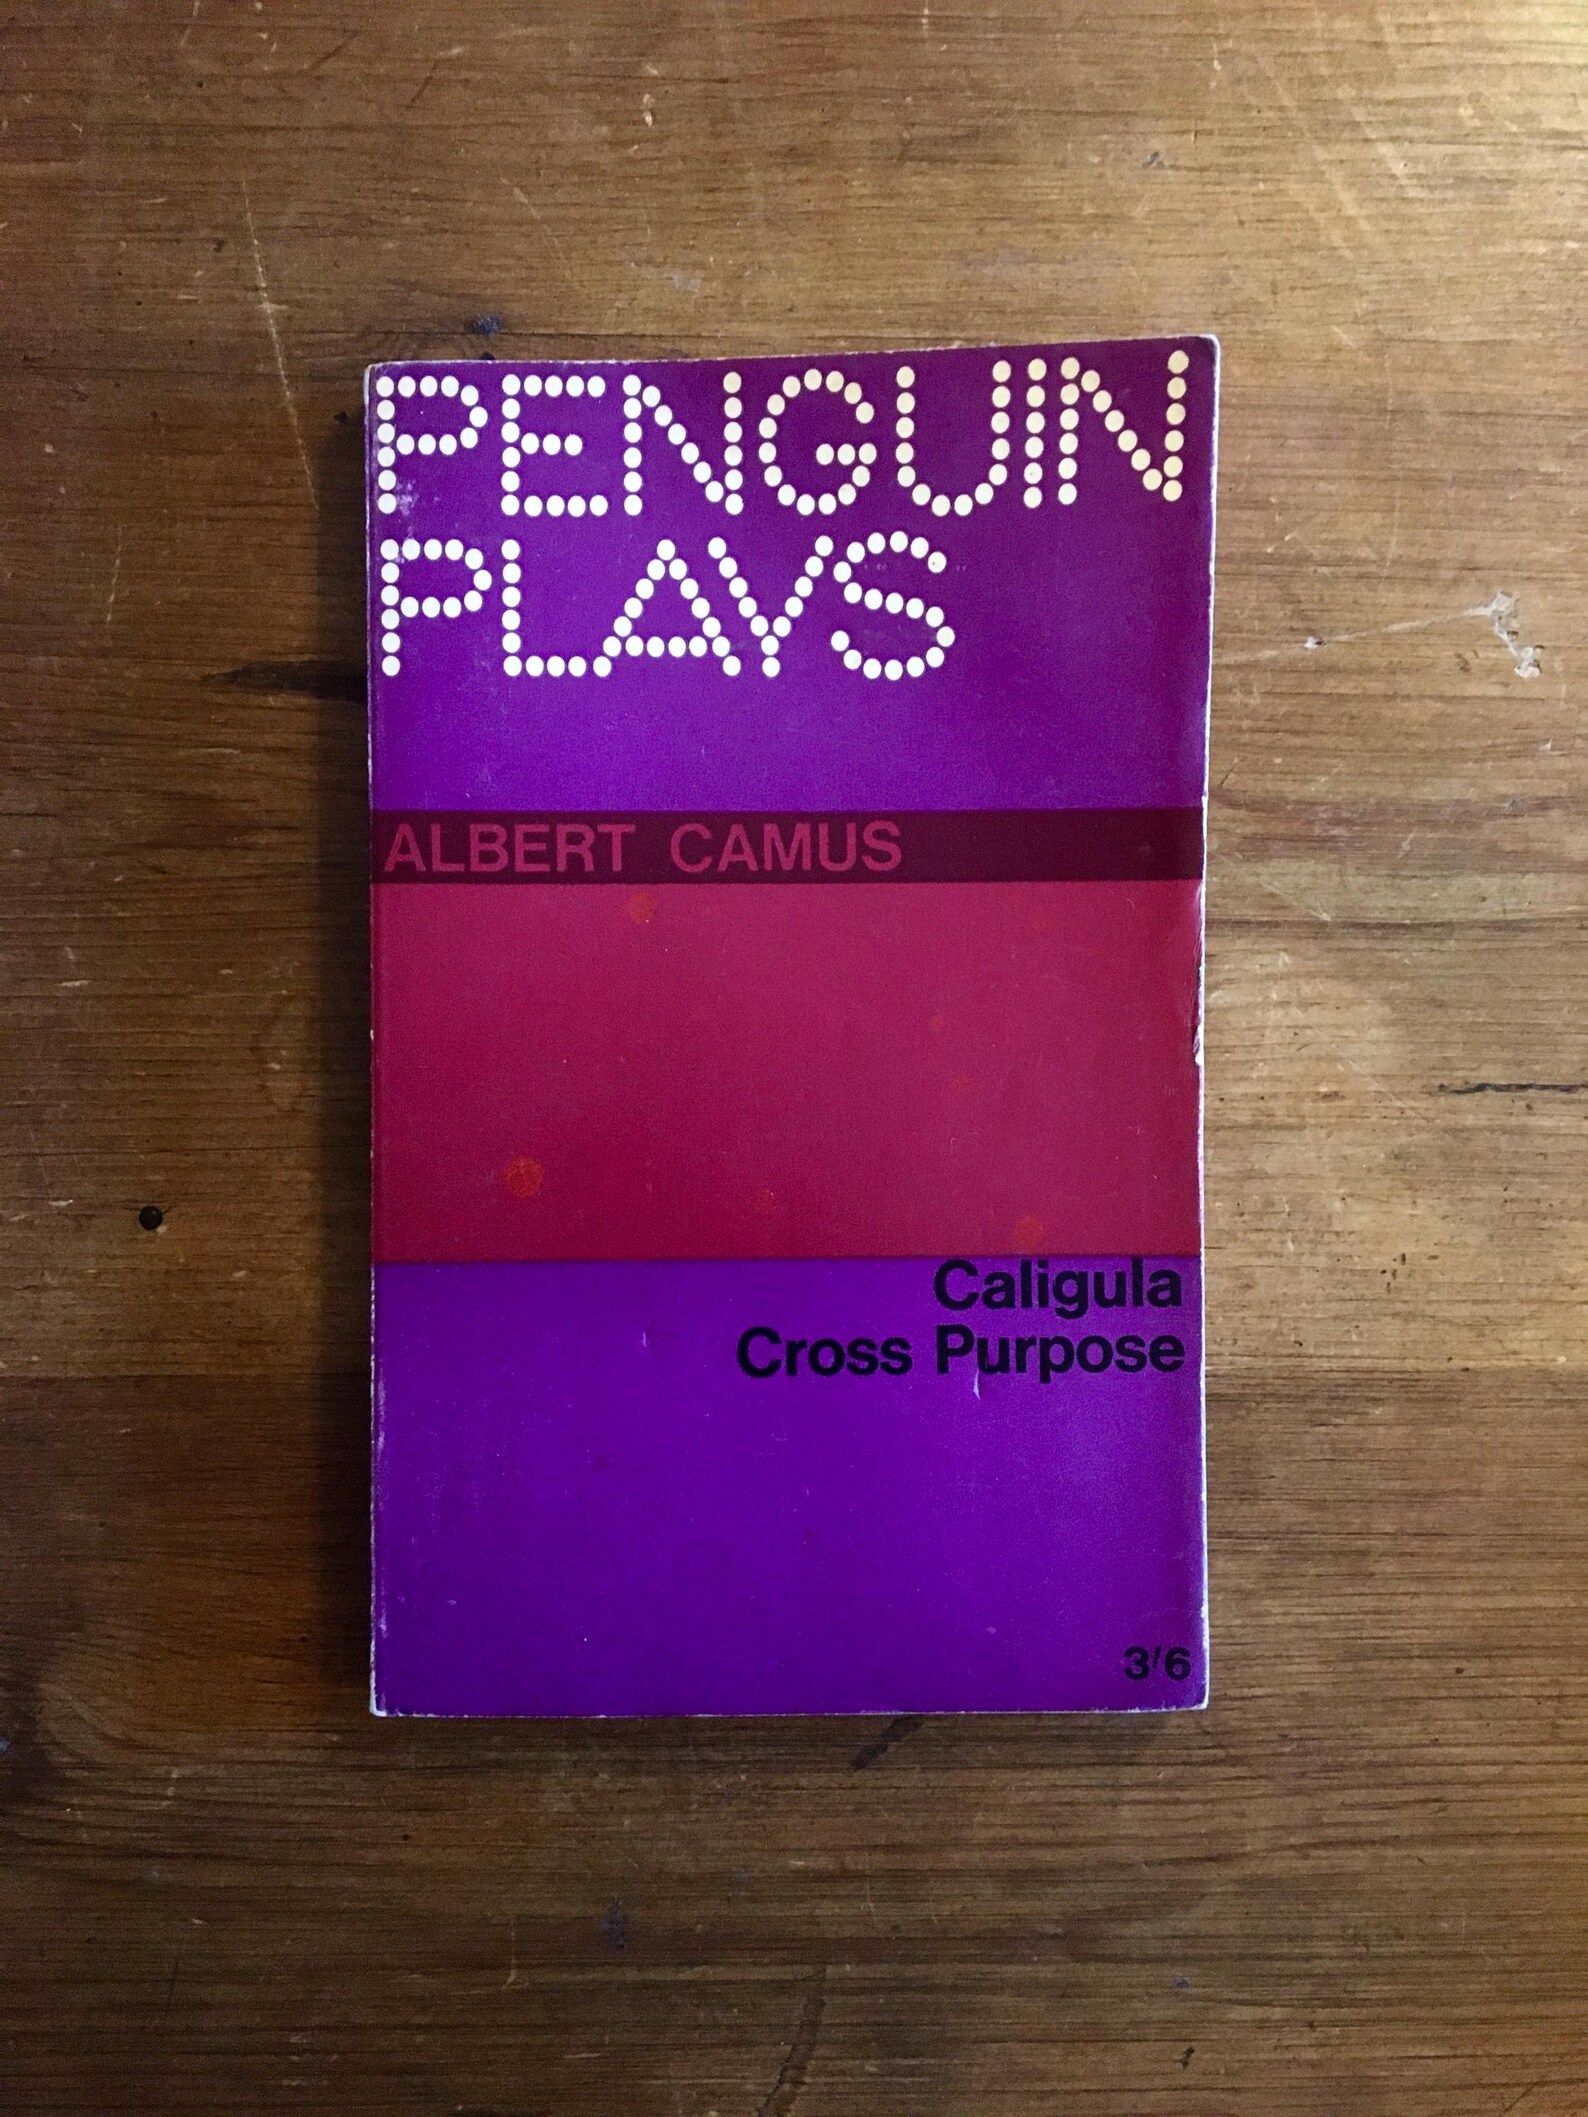 PENGUIN
PLAYS
ALBERT CAMUS
Caligula
Cross Purpose
3'6